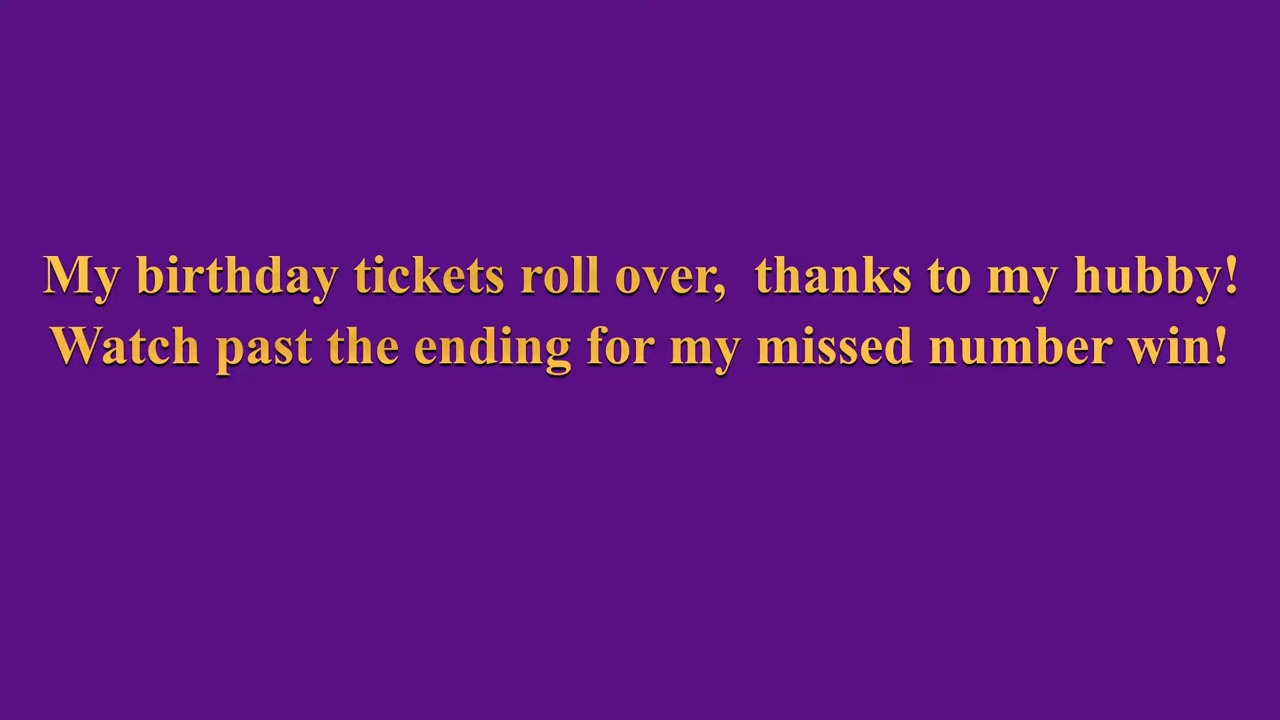 My birthday tickets roll over,  thanks to my hubby!
Watch past the ending for my missed number win!